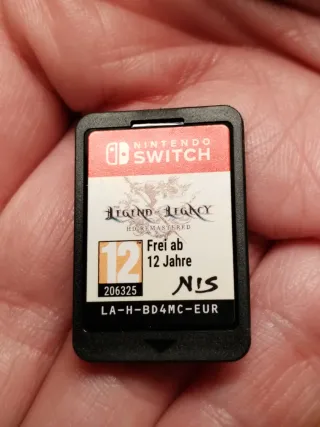 NINTENDO
SWITCH
LEGEND OF LEGACY
HD REMASTERED
12
Frei ab
12 Jahre
206325
NIS
LA-H-BD4MC-EUR